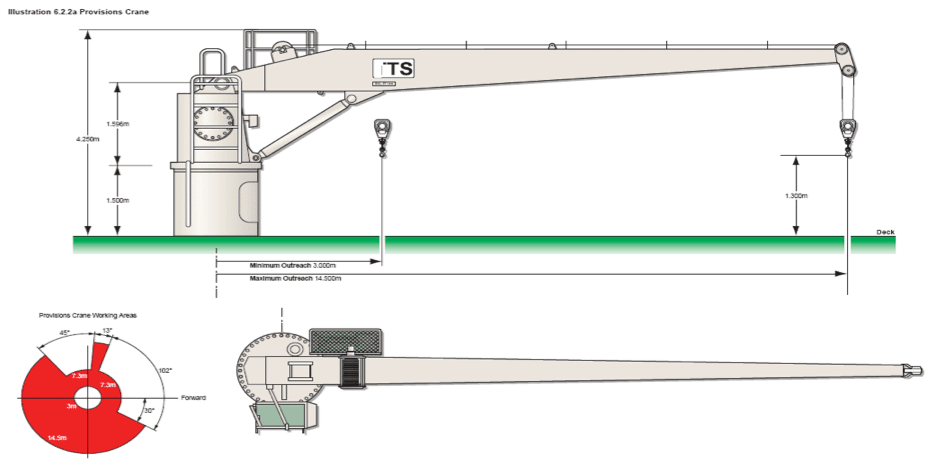 Illustration 6.2.2a Provisions Crane
TS
4.250m
1.596m
1.500m
1.300m
Deck
Minimum Outreach 3.000m
Maximum Outreach 14.500m
Provisions Crane Working Areas
45°
13°
7.3m
102°
7.3m
Forward
3m
30°
14.5m